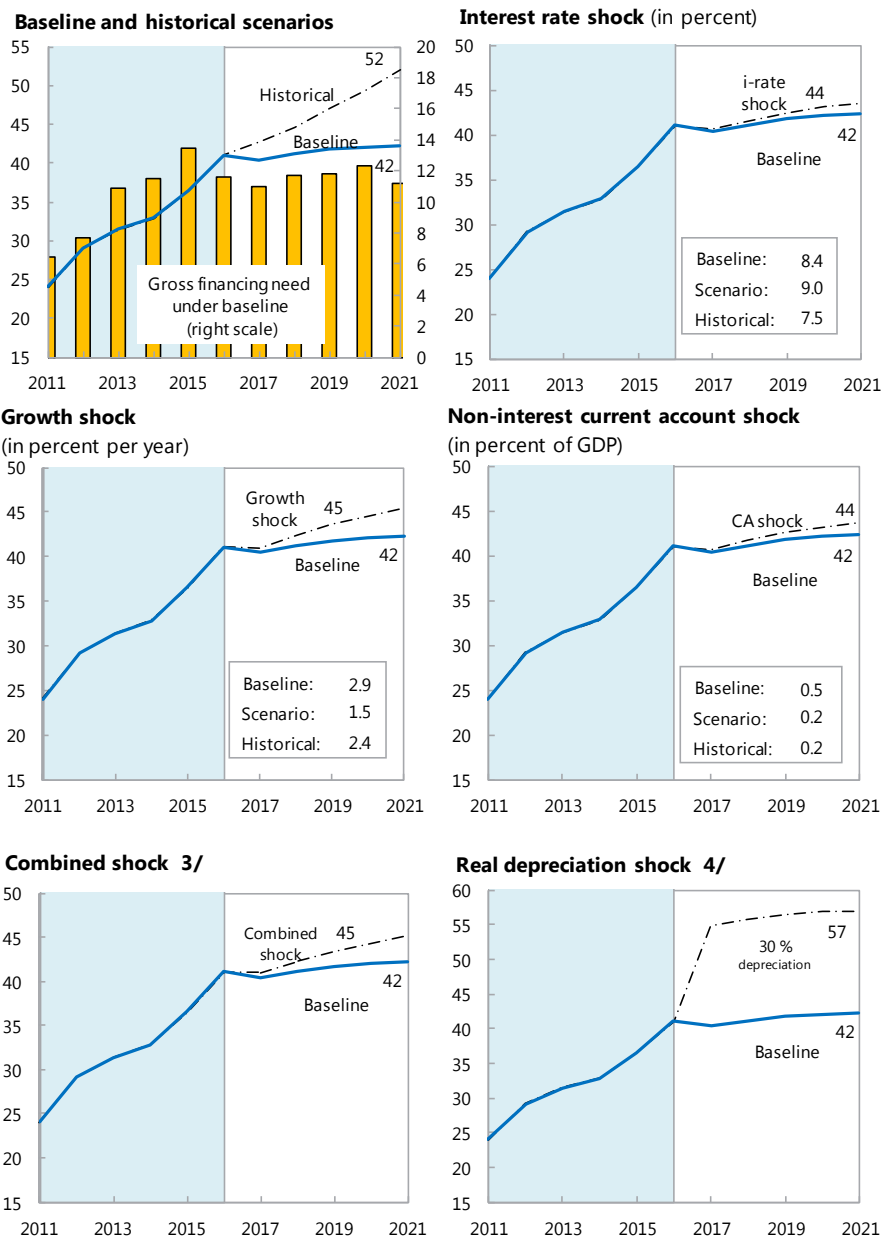 Baseline and historical scenarios
55
50
45
40
35
30
25
20
15
20
18
16
14
12
10
8
6
4
2
0
52
Historical
Baseline
42
Gross financing need
under baseline
(right scale)
2011 2013 2015 2017 2019 2021
Interest rate shock (in percent)
50
45
40
35
30
25
20
15
i-rate
shock
44
42
Baseline
Baseline: 8.4
Scenario: 9.0
Historical: 7.5
2011 2013 2015 2017 2019 2021
Growth shock
(in percent per year)
50
45
40
35
30
25
20
15
Growth
shock
45
42
Baseline
Baseline: 2.9
Scenario: 1.5
Historical: 2.4
2011 2013 2015 2017 2019 2021
Non-interest current account shock
(in percent of GDP)
50
45
40
35
30
25
20
15
CA shock
44
42
Baseline
Baseline: 0.5
Scenario: 0.2
Historical: 0.2
2011 2013 2015 2017 2019 2021
Combined shock 3/
50
45
40
35
30
25
20
15
Combined
shock
45
42
Baseline
2011 2013 2015 2017 2019 2021
Real depreciation shock 4/
60
55
50
45
40
35
30
25
20
15
57
30 %
depreciation
42
Baseline
2011 2013 2015 2017 2019 2021